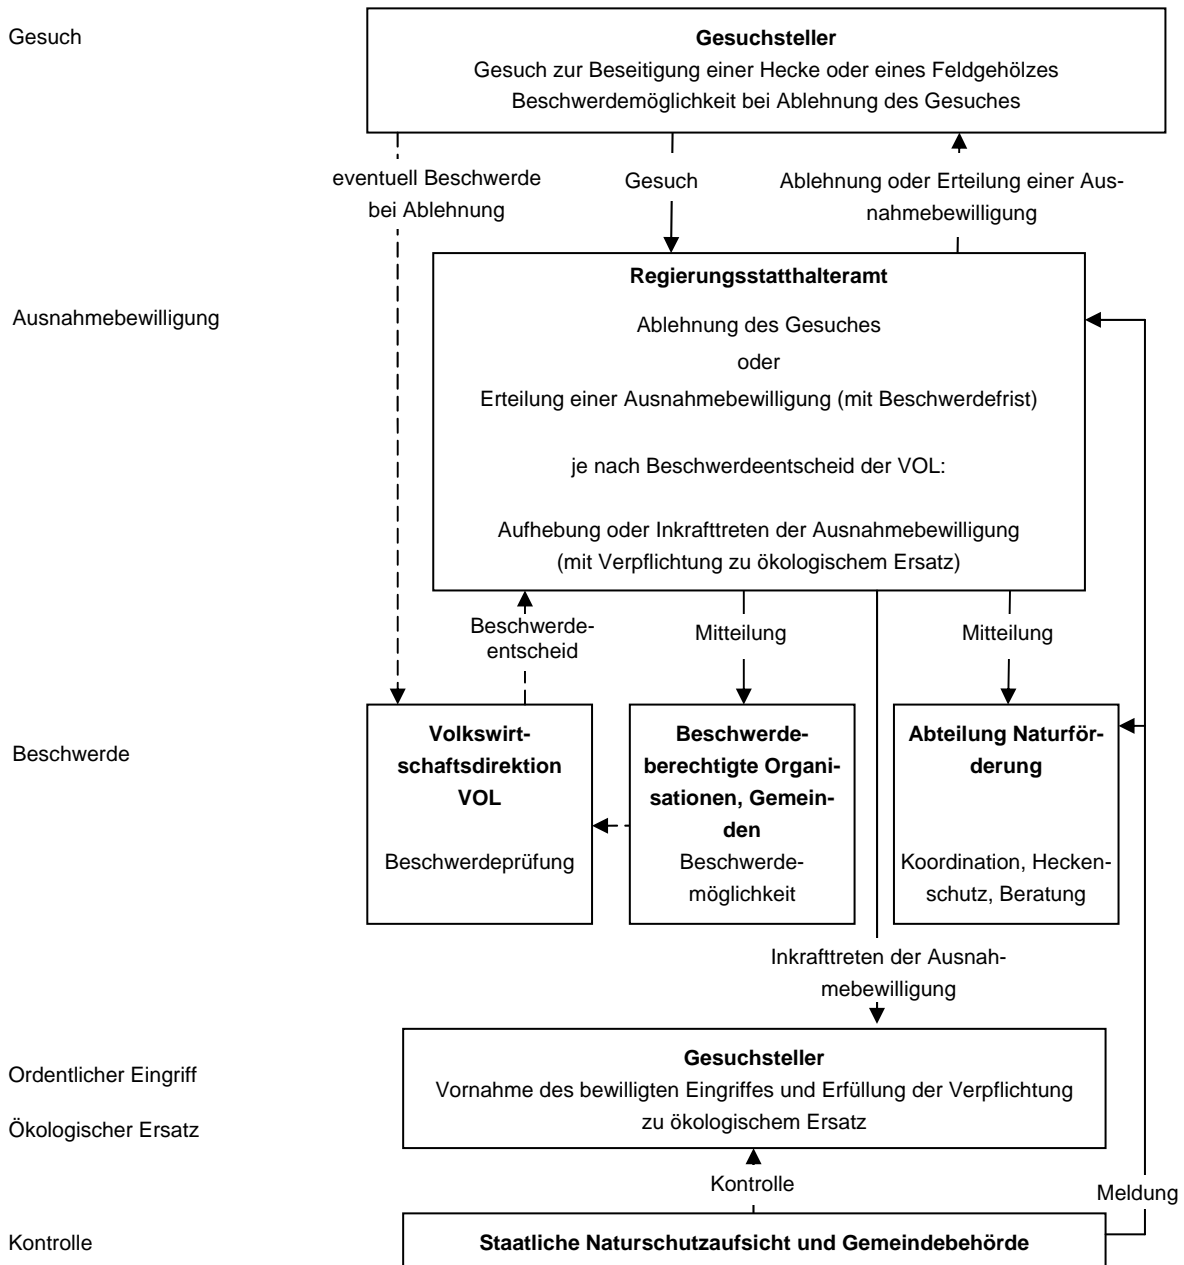 Gesuch
Gesuchsteller
Gesuch zur Beseitigung einer Hecke oder eines Feldgehölzes
Beschwerdemöglichkeit bei Ablehnung des Gesuches
eventuell Beschwerde
bei Ablehnung
Gesuch
Ablehnung oder Erteilung einer Aus-
nahmebewilligung
Ausnahmebewilligung
Regierungsstatthalteramt
Ablehnung des Gesuches
oder
Erteilung einer Ausnahmebewilligung (mit Beschwerdefrist)
je nach Beschwerdeentscheid der VOL:
Aufhebung oder Inkrafttreten der Ausnahmebewilligung
(mit Verpflichtung zu ökologischem Ersatz)
Beschwerde-
entscheid
Mitteilung
Mitteilung
Beschwerde
Volkswirt-
schaftsdirektion
VOL
Beschwerdeprüfung
Beschwerde-
berechtigte Organi-
sationen, Gemein-
den
Beschwerde-
möglichkeit
Abteilung Naturför-
derung
Koordination, Hecken-
schutz, Beratung
Inkrafttreten der Ausnah-
mebewilligung
Ordentlicher Eingriff
Ökologischer Ersatz
Gesuchsteller
Vornahme des bewilligten Eingriffes und Erfüllung der Verpflichtung
zu ökologischem Ersatz
Kontrolle
Meldung
Kontrolle
Staatliche Naturschutzaufsicht und Gemeindebehörde